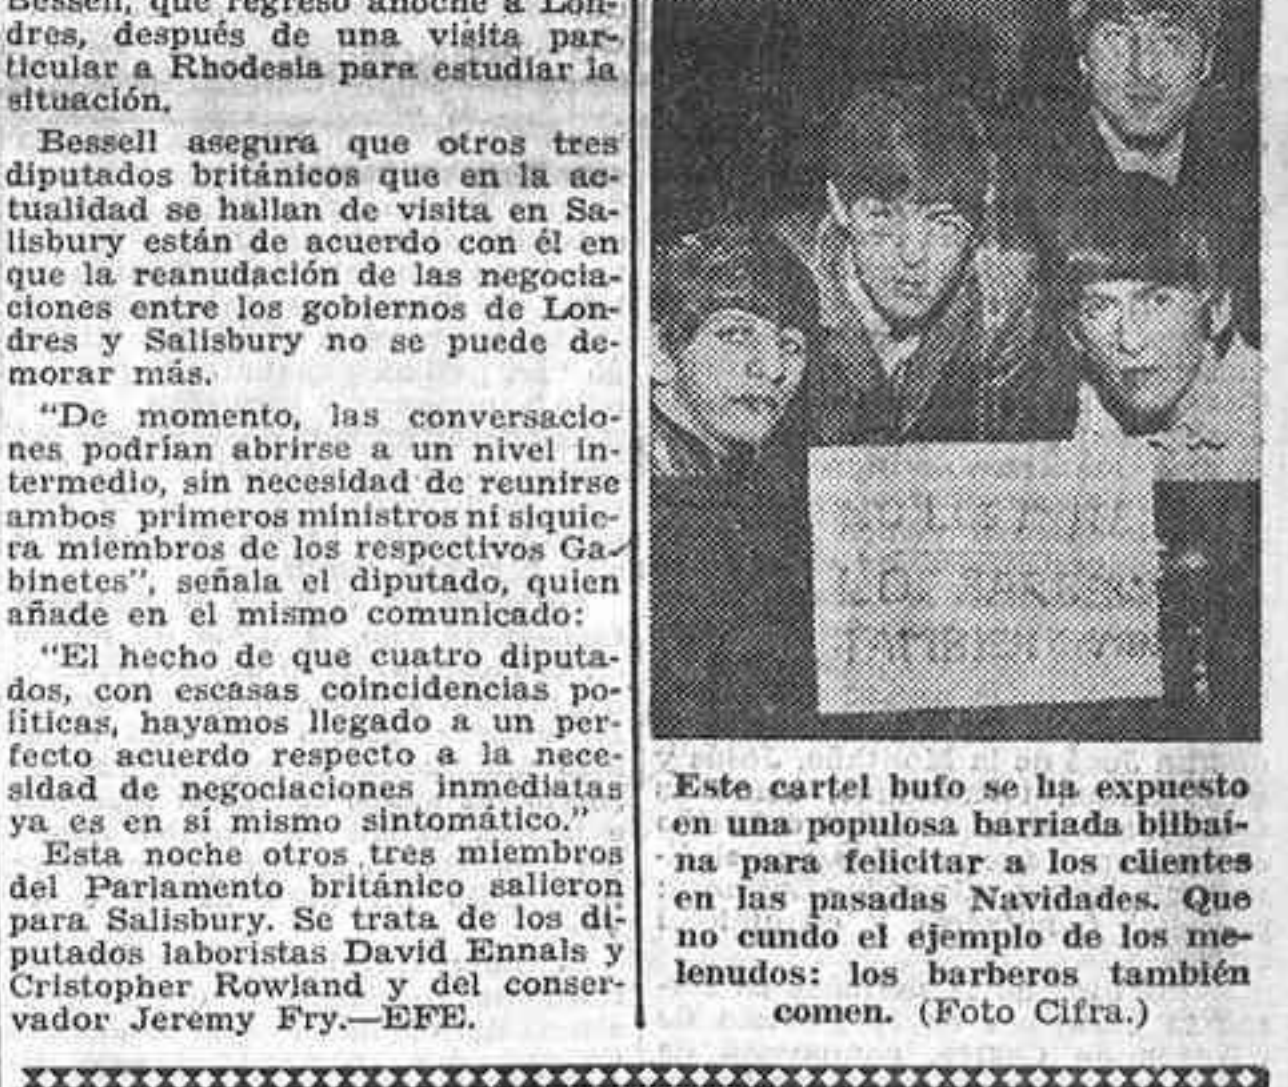 Bessell, que regresó anoche a Lon-
dres, después de una visita par-
ticular a Rhodesia para estudiar la
situación.
Bessell asegura que otros tres
diputados británicos que en la ac-
tualidad se hallan de visita en Sa-
lisbury están de acuerdo con él en
que la reanudación de las negocia-
ciones entre los gobiernos de Lon-
dres y Salisbury no se puede de-
morar más.
"De momento, las conversacio-
nes podrían abrirse a un nivel in-
termedio, sin necesidad de reunirse
ambos primeros ministros ni siquie-
ra miembros de los respectivos Ga-
binetes", señala el diputado, quien
añade en el mismo comunicado:
"El hecho de que cuatro diputa-
dos, con escasas coincidencias po-
líticas, hayamos llegado a un per-
fecto acuerdo respecto a la nece-
sidad de negociaciones inmediatas
ya es en sí mismo sintomático."
Esta noche otros tres miembros
del Parlamento británico salieron
para Salisbury. Se trata de los di-
putados laboristas David Ennals y
Cristopher Rowland y del conser-
vador Jeremy Fry.—EFE.
Este cartel bufo se ha expuesto
en una populosa barriada bilbaí-
na para felicitar a los clientes
en las pasadas Navidades. Que
no cundo el ejemplo de los me-
lenudos: los barberos también
comen. (Foto Cifra.)